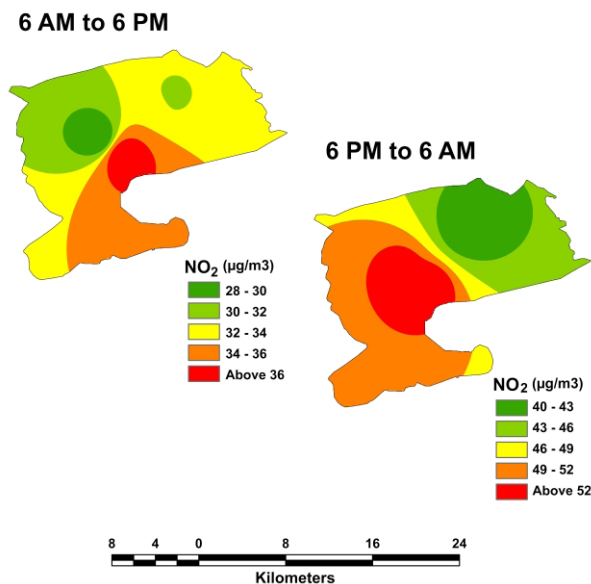 6 AM to 6 PM
NO2 (µg/m3)
28 - 30
30 - 32
32 - 34
34 - 36
Above 36
6 PM to 6 AM
NO2 (µg/m3)
40 - 43
43 - 46
46 - 49
49 - 52
Above 52
8 4 0 8 16 24
Kilometers